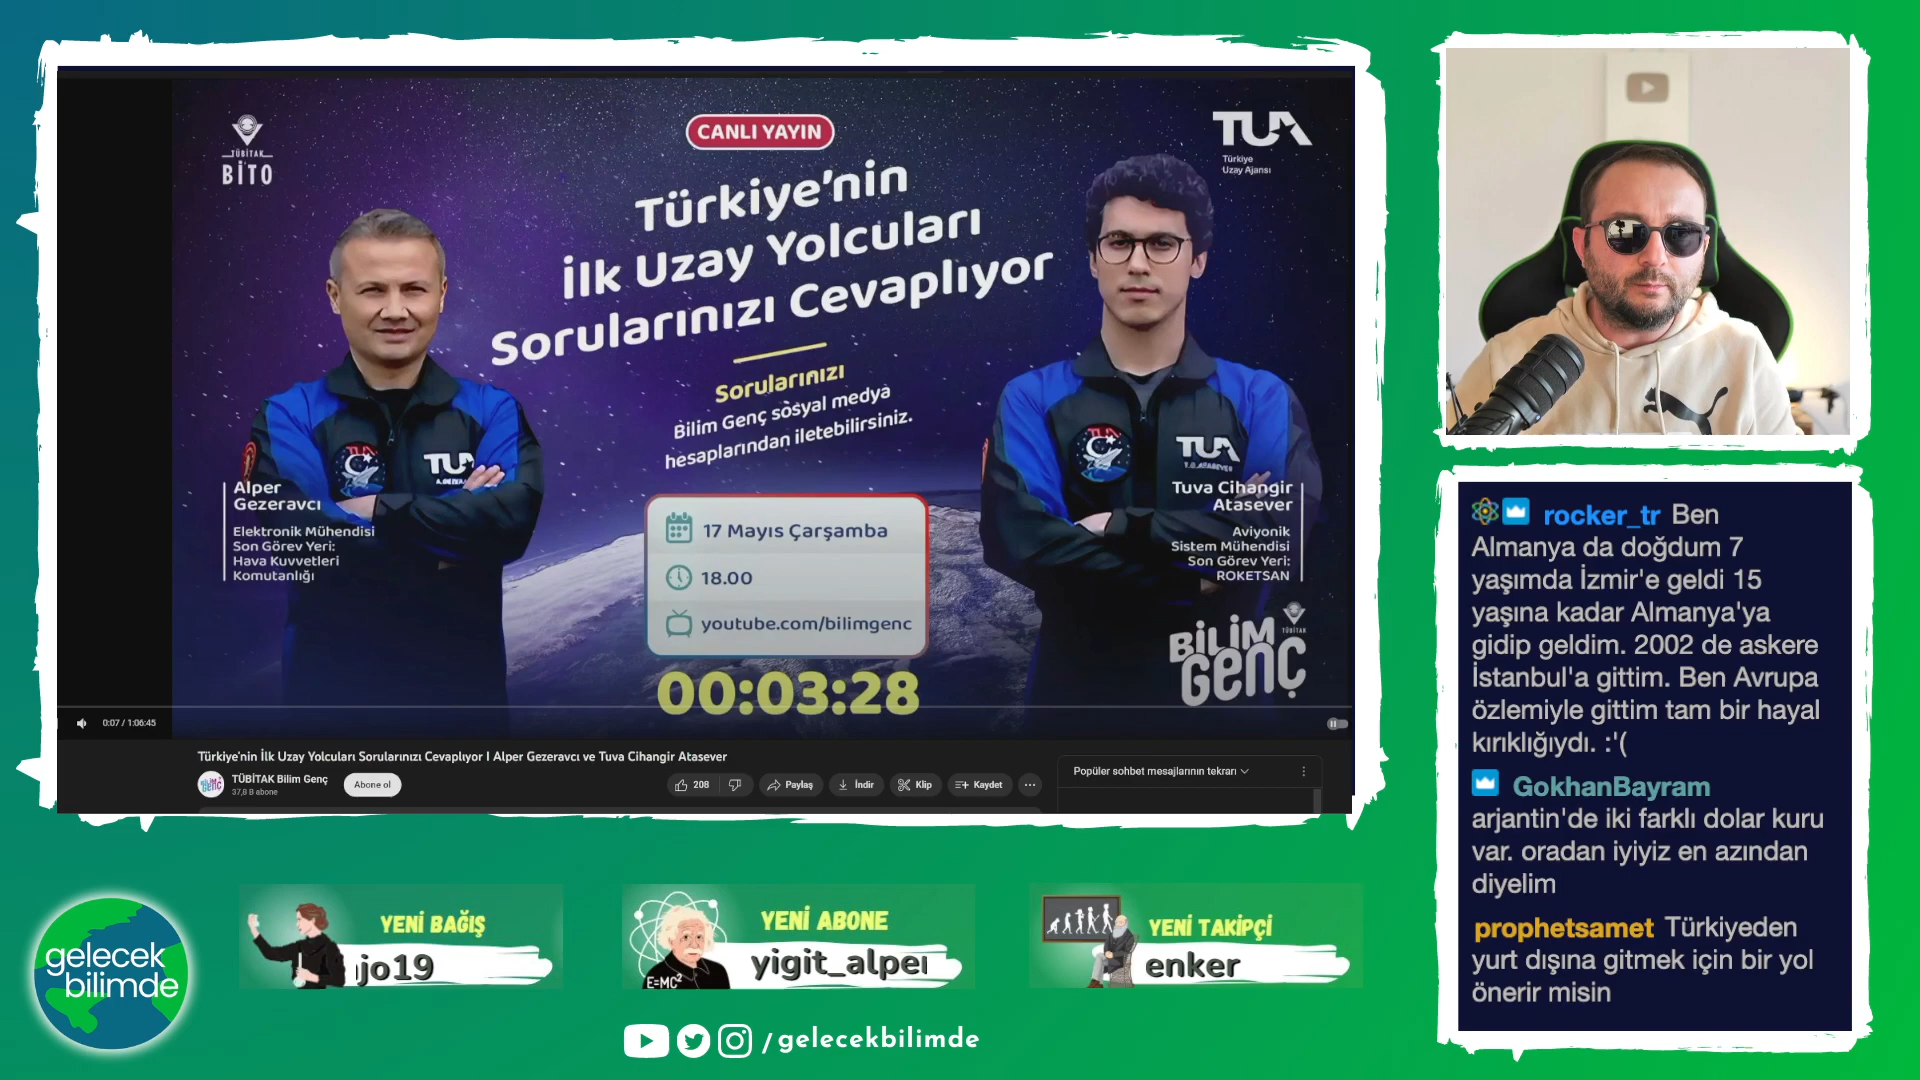 TÜBİTAK
BİTO
CANLI YAYIN
TUA
Türkiye
Uzay Ajansı
Türkiye'nin
İlk Uzay Yolcuları
Sorularınızı Cevaplıyor
Sorularınızı
Bilim Genç sosyal medya
hesaplarından iletebilirsiniz.
TUA
TUA
Alper
Gezeravcı
Elektronik Mühendisi
Son Görev Yeri:
Hava Kuvvetleri
Komutanlığı
Tuva Cihangir
Atasever
Aviyonik
Sistem Mühendisi
Son Görev Yeri:
ROKETSAN
17 Mayıs Çarşamba
18.00
youtube.com/bilimgenc
00:03:28
BİLİM
GENÇ
TÜBİTAK
0:07 / 1:06:45
Türkiye'nin İlk Uzay Yolcuları Sorularınızı Cevaplıyor I Alper Gezeravcı ve Tuva Cihangir Atasever
TÜBİTAK Bilim Genç
37,8 B abone
Abone ol
208
Paylaş
İndir
Klip
Kaydet
Popüler sohbet mesajlarının tekrarı
rocker_tr Ben
Almanya da doğdum 7
yaşımda İzmir'e geldi 15
yaşına kadar Almanya'ya
gidip geldim. 2002 de askere
İstanbul'a gittim. Ben Avrupa
özlemiyle gittim tam bir hayal
kırıklığıydı. :'(
GokhanBayram
arjantin'de iki farklı dolar kuru
var. oradan iyiyiz en azından
diyelim
prophetsamet Türkiyeden
yurt dışına gitmek için bir yol
önerir misin
gelecek
bilimde
YENİ BAĞIŞ
jo19
YENİ ABONE
yigit_alper
E=MC²
YENİ TAKİPÇİ
enker
/gelecekbilimde